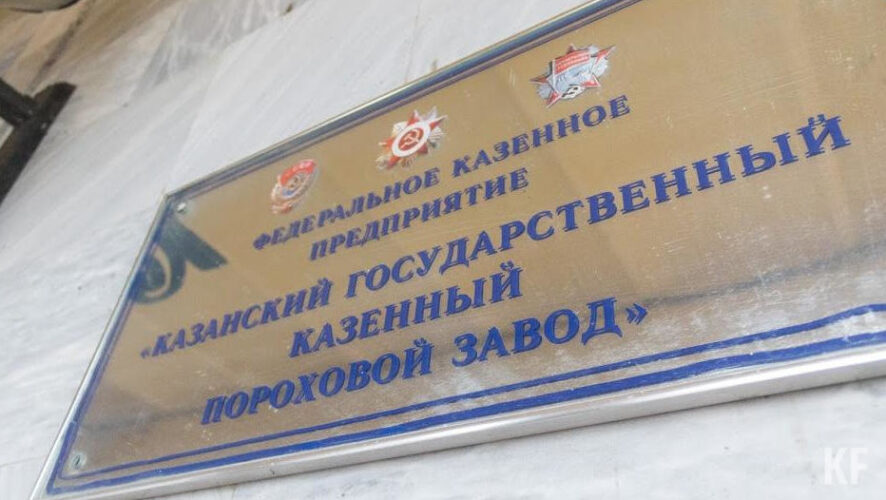 ФЕДЕРАЛЬНОЕ КАЗЕННОЕ
ПРЕДПРИЯТИЕ
«КАЗАНСКИЙ ГОСУДАРСТВЕННЫЙ
КАЗЕННЫЙ
ПОРОХОВОЙ ЗАВОД»
KF